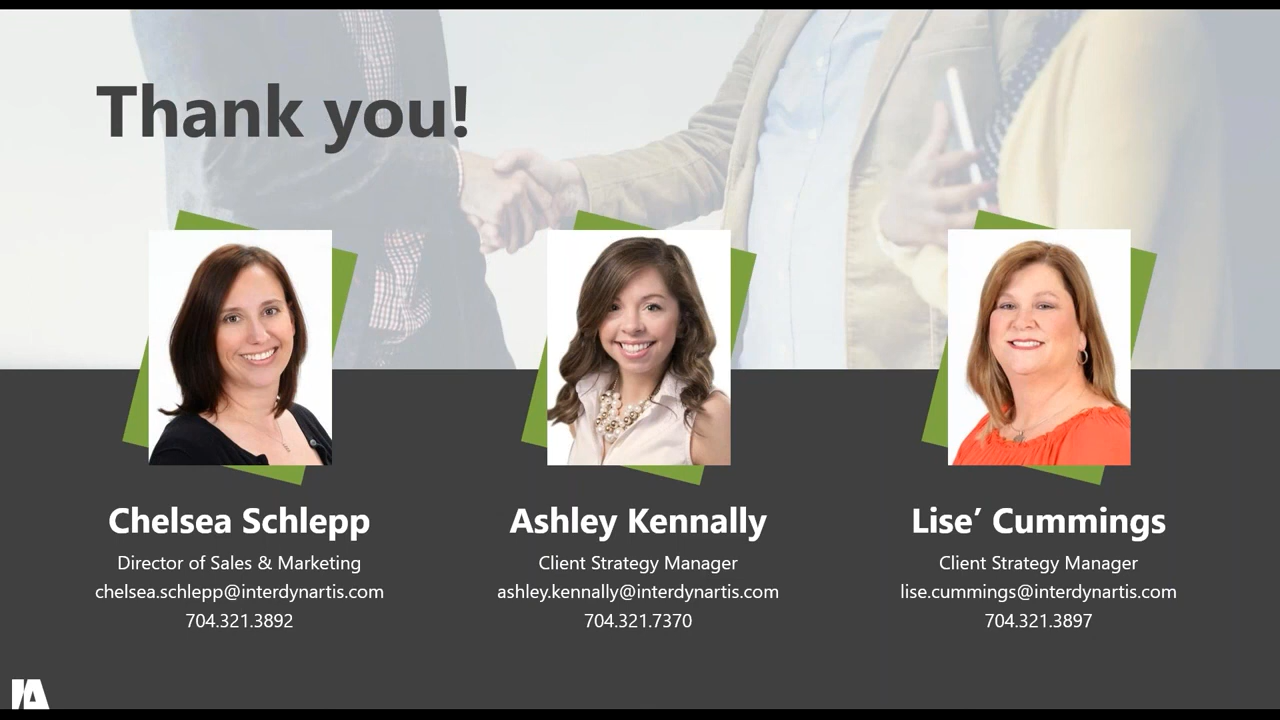 Thank you!
Chelsea Schlepp
Director of Sales & Marketing
chelsea.schlepp@interdynartis.com
704.321.3892
Ashley Kennally
Client Strategy Manager
ashley.kennally@interdynartis.com
704.321.7370
Lise’ Cummings
Client Strategy Manager
lise.cummings@interdynartis.com
704.321.3897
IA